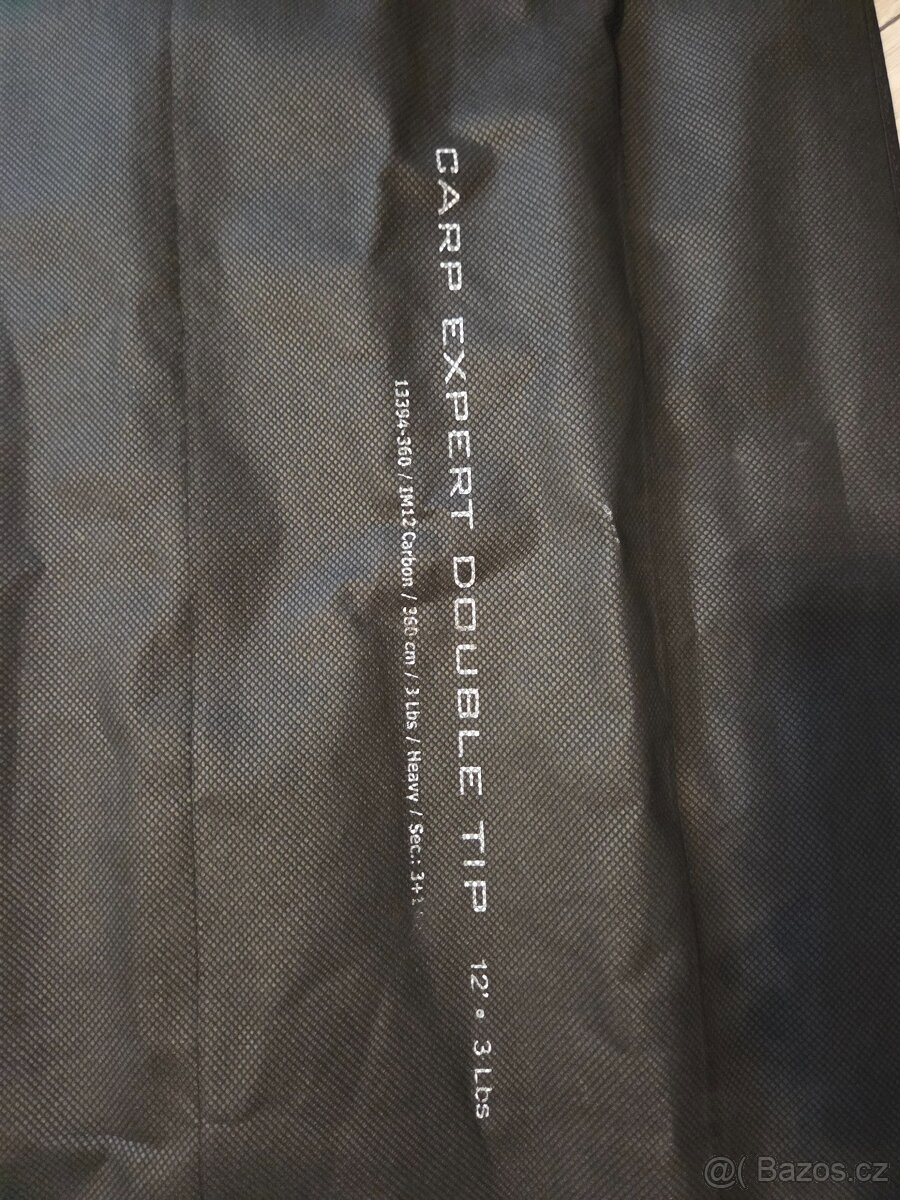 CARP EXPERT DOUBLE TIP 12' • 3 Lbs
13394-360 / IM12 Carbon / 360 cm / 3 Lbs / Heavy / Sec.: 3+1
@( Bazos.cz